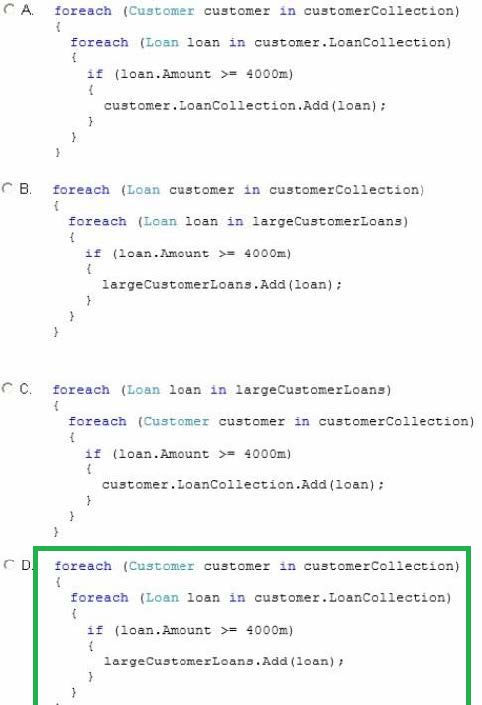 A. foreach (Customer customer in customerCollection)
{
foreach (Loan loan in customer.LoanCollection)
{
if (loan.Amount >= 4000m)
{
customer.LoanCollection.Add(loan);
}
}
}
B. foreach (Loan customer in customerCollection)
{
foreach (Loan loan in largeCustomerLoans)
{
if (loan.Amount >= 4000m)
{
largeCustomerLoans.Add(loan);
}
}
}
C. foreach (Loan loan in largeCustomerLoans)
{
foreach (Customer customer in customerCollection)
{
if (loan.Amount >= 4000m)
{
customer.LoanCollection.Add(loan);
}
}
}
D. foreach (Customer customer in customerCollection)
{
foreach (Loan loan in customer.LoanCollection)
{
if (loan.Amount >= 4000m)
{
largeCustomerLoans.Add(loan);
}
}